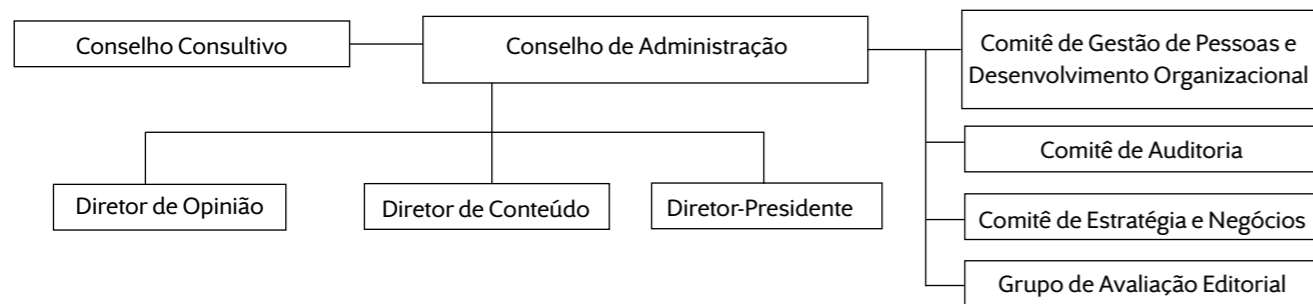 Conselho Consultivo
Conselho de Administração
Comitê de Gestão de Pessoas e
Desenvolvimento Organizacional
Comitê de Auditoria
Diretor de Opinião
Diretor de Conteúdo
Diretor-Presidente
Comitê de Estratégia e Negócios
Grupo de Avaliação Editorial